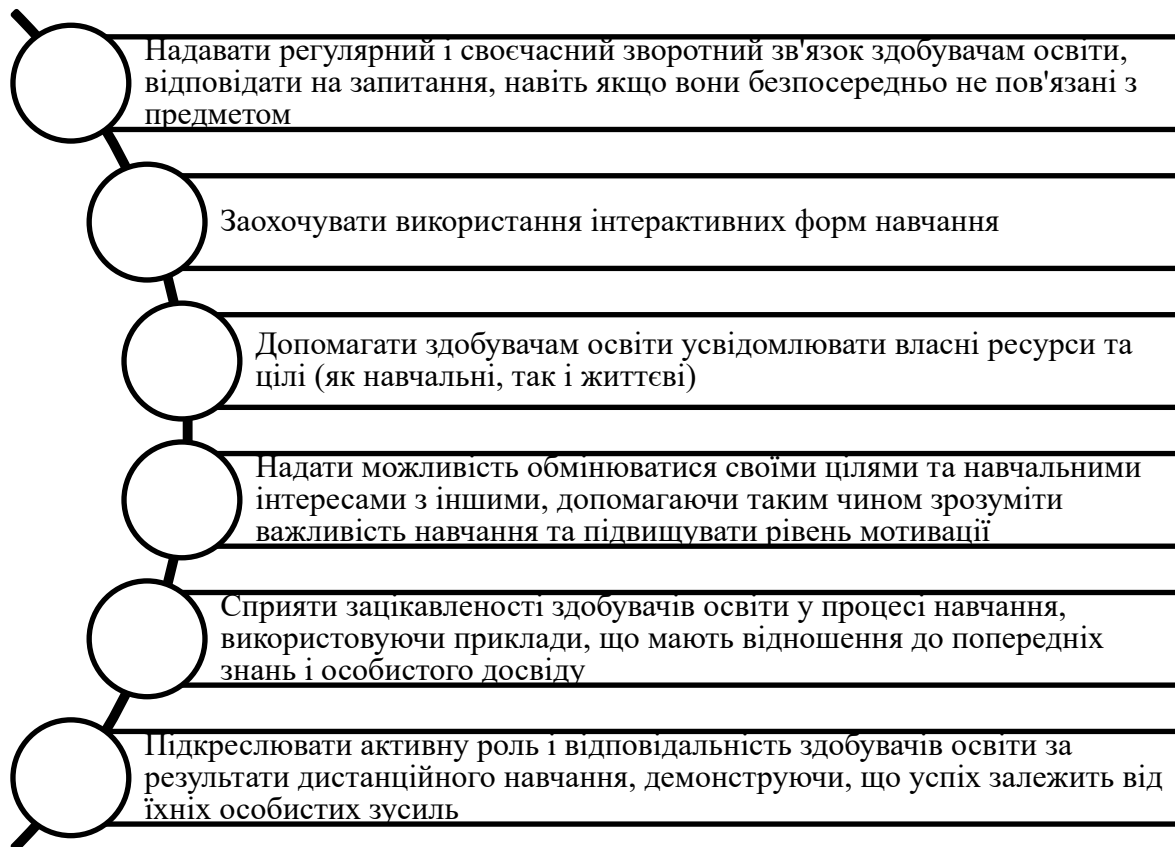 Надавати регулярний і своєчасний зворотний зв'язок здобувачам освіти,
відповідати на запитання, навіть якщо вони безпосередньо не пов'язані з
предметом
Заохочувати використання інтерактивних форм навчання
Допомагати здобувачам освіти усвідомлювати власні ресурси та
цілі (як навчальні, так і життєві)
Надати можливість обмінюватися своїми цілями та навчальними
інтересами з іншими, допомагаючи таким чином зрозуміти
важливість навчання та підвищувати рівень мотивації
Сприяти зацікавленості здобувачів освіти у процесі навчання,
використовуючи приклади, що мають відношення до попередніх
знань і особистого досвіду
Підкреслювати активну роль і відповідальність здобувачів освіти за
результати дистанційного навчання, демонструючи, що успіх залежить від
їхніх особистих зусиль